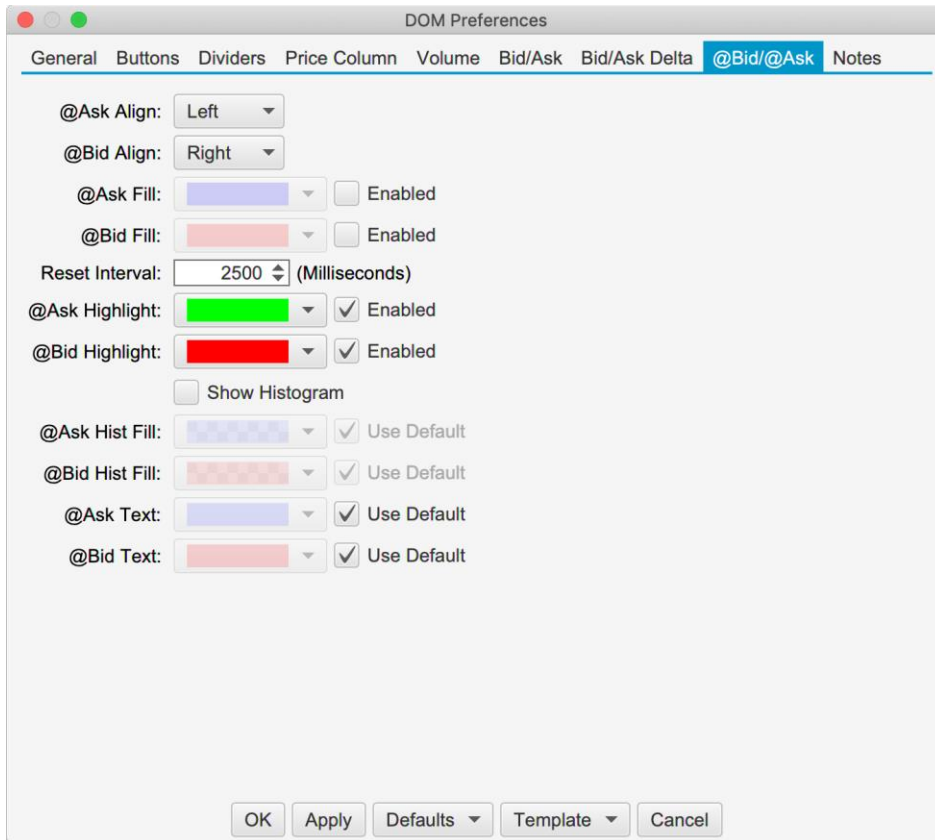 DOM Preferences
General Buttons Dividers Price Column Volume Bid/Ask Bid/Ask Delta @Bid/@Ask Notes
@Ask Align: Left
@Bid Align: Right
@Ask Fill: Enabled
@Bid Fill: Enabled
Reset Interval: 2500 (Milliseconds)
@Ask Highlight: Enabled
@Bid Highlight: Enabled
Show Histogram
@Ask Hist Fill: Use Default
@Bid Hist Fill: Use Default
@Ask Text: Use Default
@Bid Text: Use Default
OK Apply Defaults Template Cancel